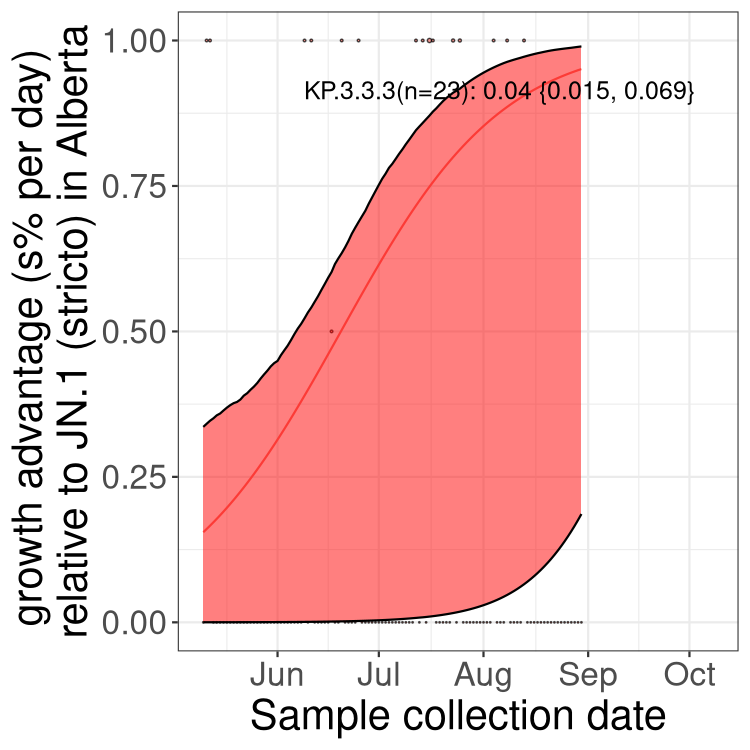 growth advantage (s% per day)
relative to JN.1 (stricto) in Alberta
1.00
0.75
0.50
0.25
0.00
KP.3.3.3(n=23): 0.04 {0.015, 0.069}
Jun Jul Aug Sep Oct
Sample collection date